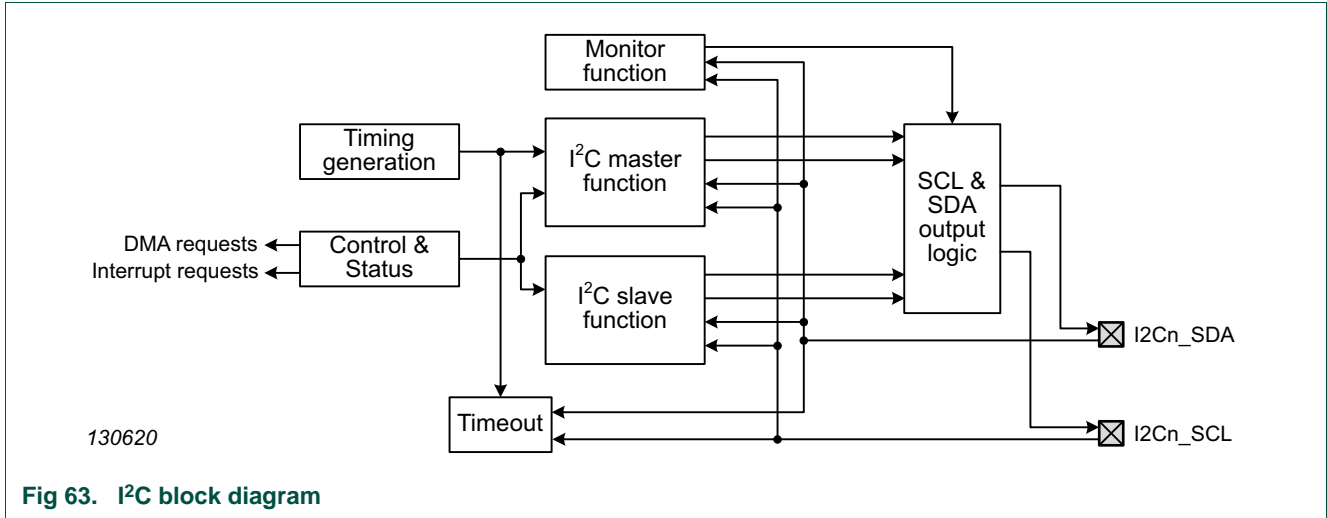 Monitor
function
Timing
generation
I²C master
function
SCL &
SDA
output
logic
DMA requests
Interrupt requests
Control &
Status
I²C slave
function
I2Cn_SDA
Timeout
I2Cn_SCL
130620
Fig 63. I²C block diagram